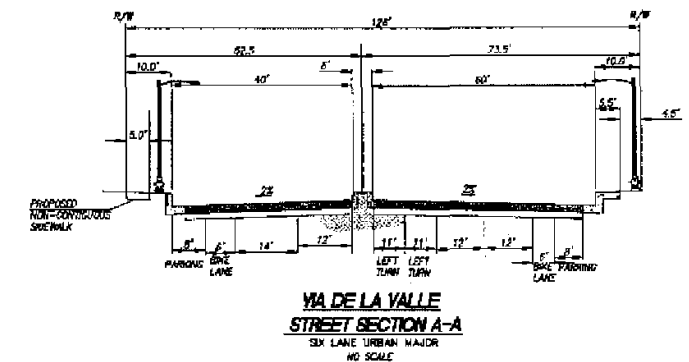 R/W
R/W
126'
62.5'
73.5'
10.0'
6'
10.0'
40'
60'
5.5'
4.5'
5.0'
2%
2%
PROPOSED
NON-CONTIGUOUS
SIDEWALK
8' 6' 14' 12' 11' 11' 12' 12' 6' 8'
PARKING BIKE LANE
LEFT TURN LEFT TURN
BIKE LANE PARKING
VIA DE LA VALLE
STREET SECTION A-A
SIX LANE URBAN MAJOR
NO SCALE